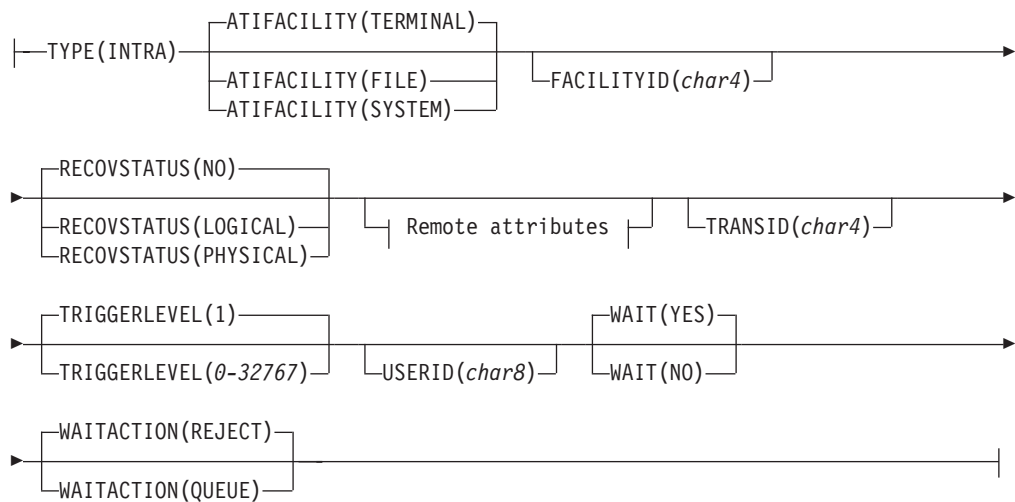 ATIFACILITY(TERMINAL)
TYPE(INTRA)
ATIFACILITY(FILE) FACILITYID(char4)
ATIFACILITY(SYSTEM)
RECOVSTATUS(NO)
RECOVSTATUS(LOGICAL) Remote attributes TRANSID(char4)
RECOVSTATUS(PHYSICAL)
TRIGGERLEVEL(1) WAIT(YES)
TRIGGERLEVEL(0-32767) USERID(char8) WAIT(NO)
WAITACTION(REJECT)
WAITACTION(QUEUE)